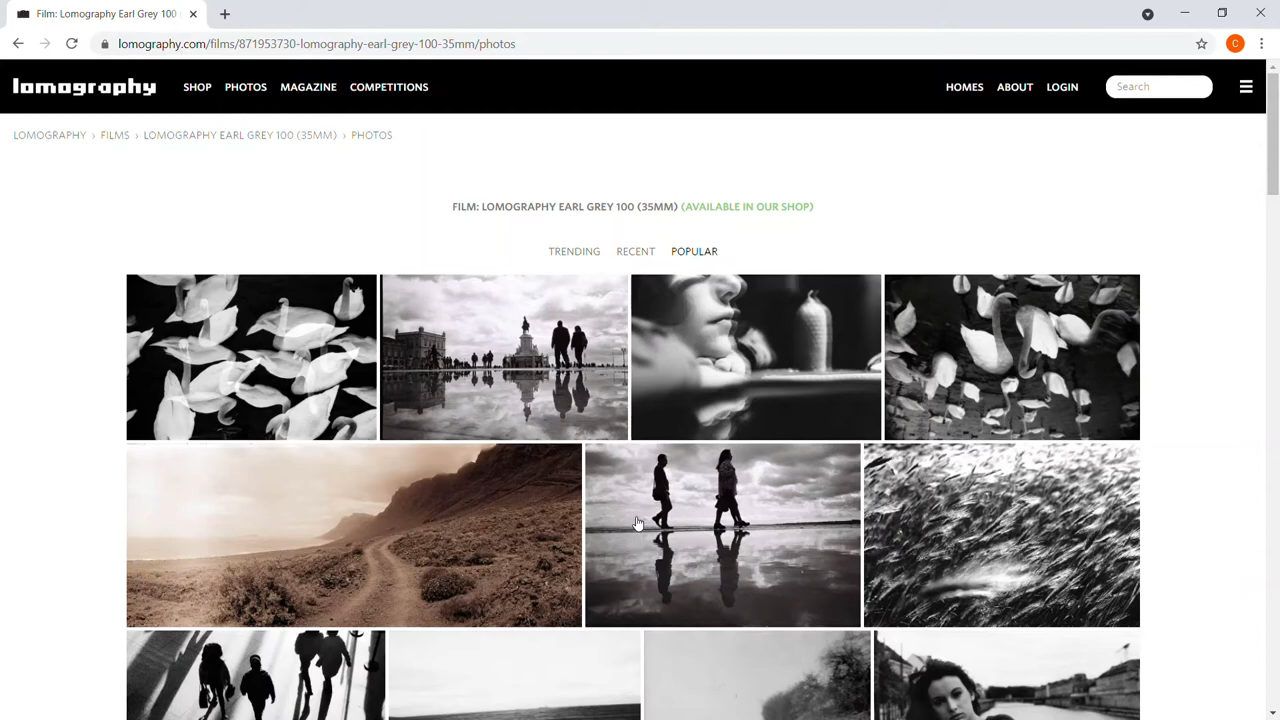 Film: Lomography Earl Grey 100
lomography.com/films/871953730-lomography-earl-grey-100-35mm/photos
C
lomography SHOP PHOTOS MAGAZINE COMPETITIONS HOMES ABOUT LOGIN Search
LOMOGRAPHY › FILMS › LOMOGRAPHY EARL GREY 100 (35MM) › PHOTOS
FILM: LOMOGRAPHY EARL GREY 100 (35MM) (AVAILABLE IN OUR SHOP)
TRENDING RECENT POPULAR